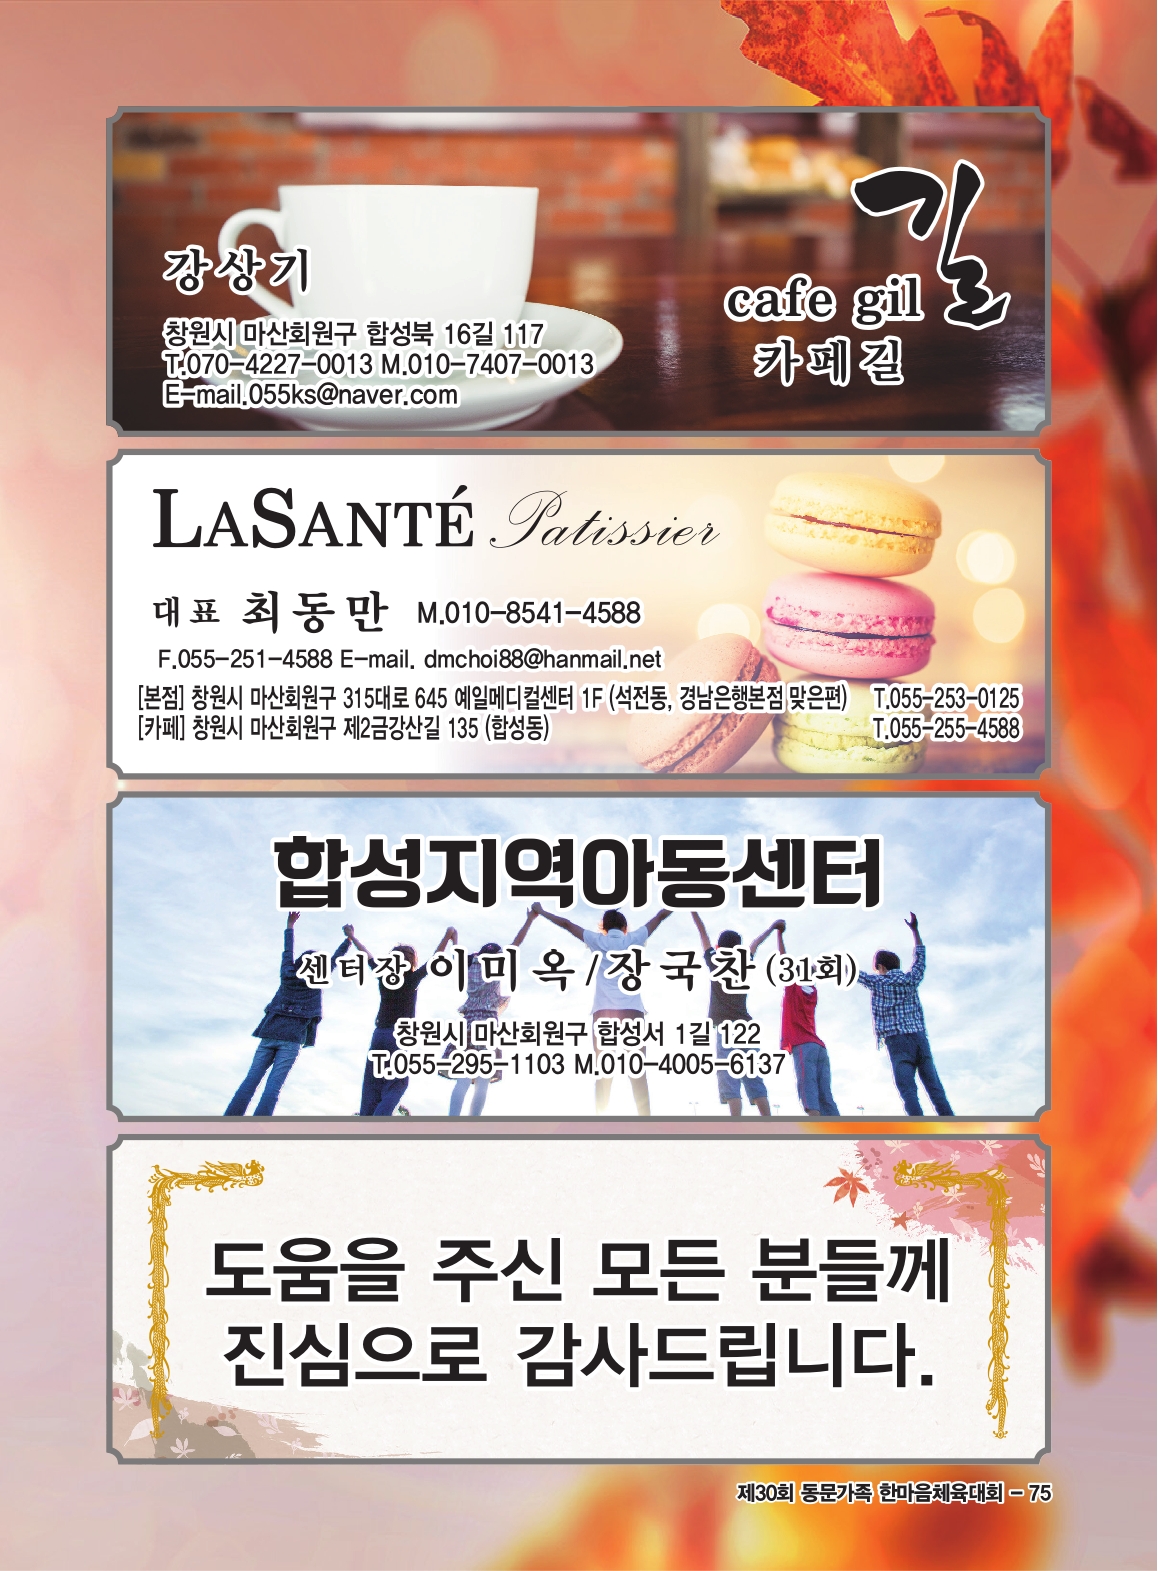 강상기
창원시 마산회원구 합성북 16길 117
T.070-4227-0013 M.010-7407-0013
E-mail.055ks@naver.com
길
cafe gil
카페길
LASANTÉ Patissier
대표 최동만 M.010-8541-4588
F.055-251-4588 E-mail. dmchoi88@hanmail.net
[본점] 창원시 마산회원구 315대로 645 예일메디컬센터 1F (석전동, 경남은행본점 맞은편) T.055-253-0125
[카페] 창원시 마산회원구 제2금강산길 135 (합성동) T.055-255-4588
합성지역아동센터
센터장 이미옥/장국찬(31회)
창원시 마산회원구 합성서 1길 122
T.055-295-1103 M.010-4005-6137
도움을 주신 모든 분들께
진심으로 감사드립니다.
제30회 동문가족 한마음체육대회 - 75